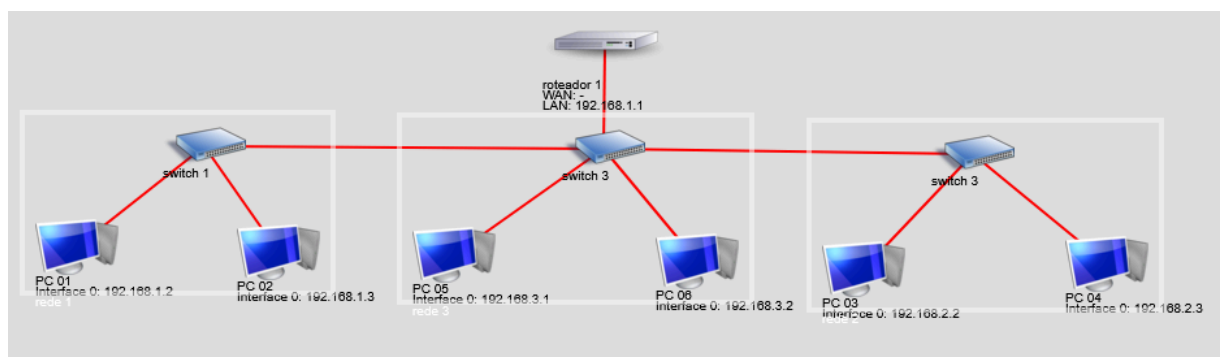 roteador 1
WAN: -
LAN: 192.168.1.1
switch 1
switch 3
switch 3
PC 01
Interface 0: 192.168.1.2
rede 1
PC 02
Interface 0: 192.168.1.3
PC 05
Interface 0: 192.168.3.1
rede 3
PC 06
Interface 0: 192.168.3.2
PC 03
Interface 0: 192.168.2.2
rede 2
PC 04
Interface 0: 192.168.2.3